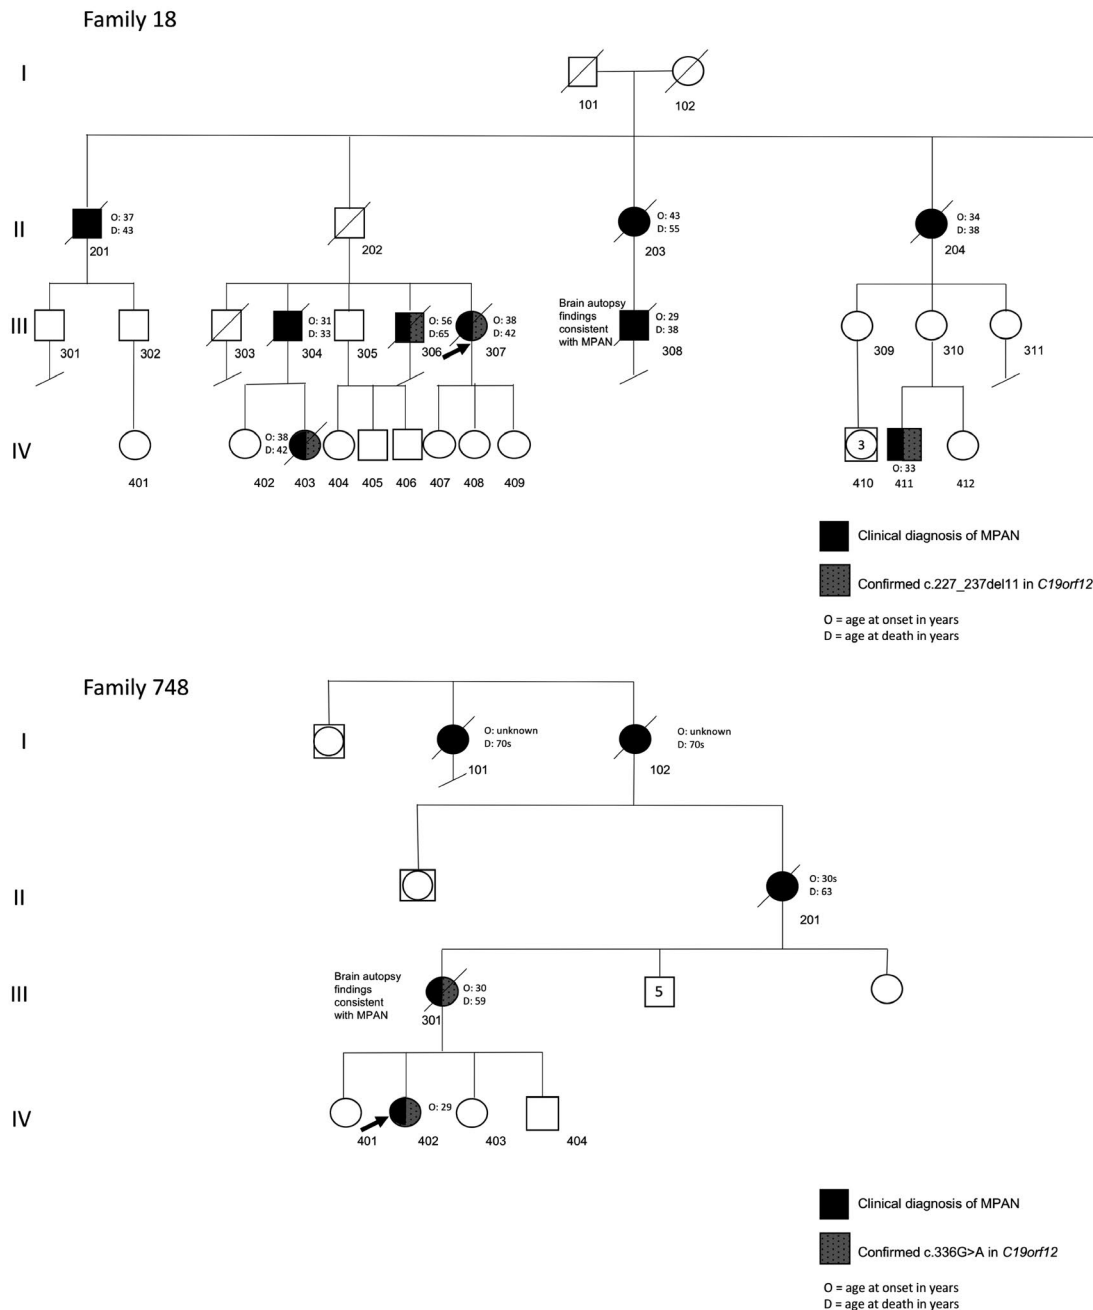 Family 18
I
101
102
II
O: 37
D: 43
201
202
O: 43
D: 55
203
O: 34
D: 38
204
III
301
302
303
O: 31
D: 33
304
305
O: 56
D:65
306
O: 38
D: 42
307
Brain autopsy
findings
consistent
with MPAN
O: 29
D: 38
308
309
310
311
IV
401
402
O: 38
D: 42
403
404
405
406
407
408
409
3
410
O: 33
411
412
Clinical diagnosis of MPAN
Confirmed c.227_237del11 in C19orf12
O = age at onset in years
D = age at death in years
Family 748
I
O: unknown
D: 70s
101
O: unknown
D: 70s
102
II
O: 30s
D: 63
201
III
Brain autopsy
findings
consistent
with MPAN
O: 30
D: 59
301
5
IV
401
O: 29
402
403
404
Clinical diagnosis of MPAN
Confirmed c.336G>A in C19orf12
O = age at onset in years
D = age at death in years